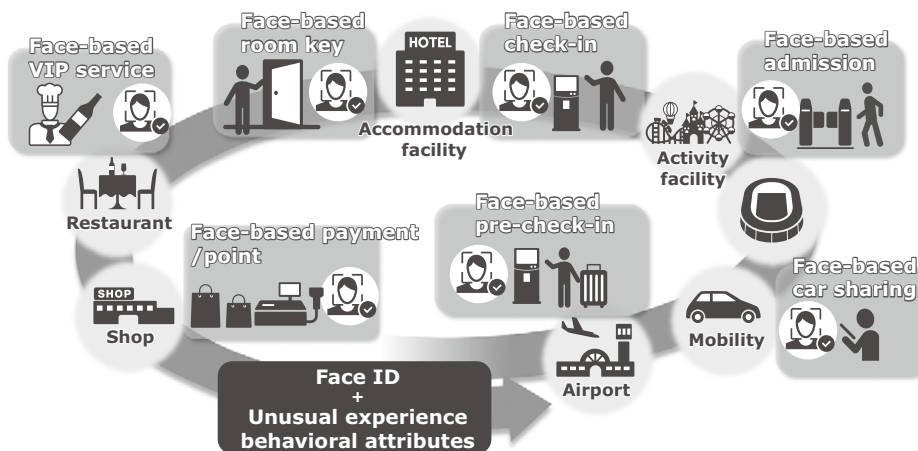 Face-based
VIP service
Face-based
room key
HOTEL
Accommodation
facility
Face-based
check-in
Face-based
admission
Activity
facility
Restaurant
Face-based payment
/point
Face-based
pre-check-in
Face-based
car sharing
SHOP
Shop
Mobility
Airport
Face ID
+
Unusual experience
behavioral attributes